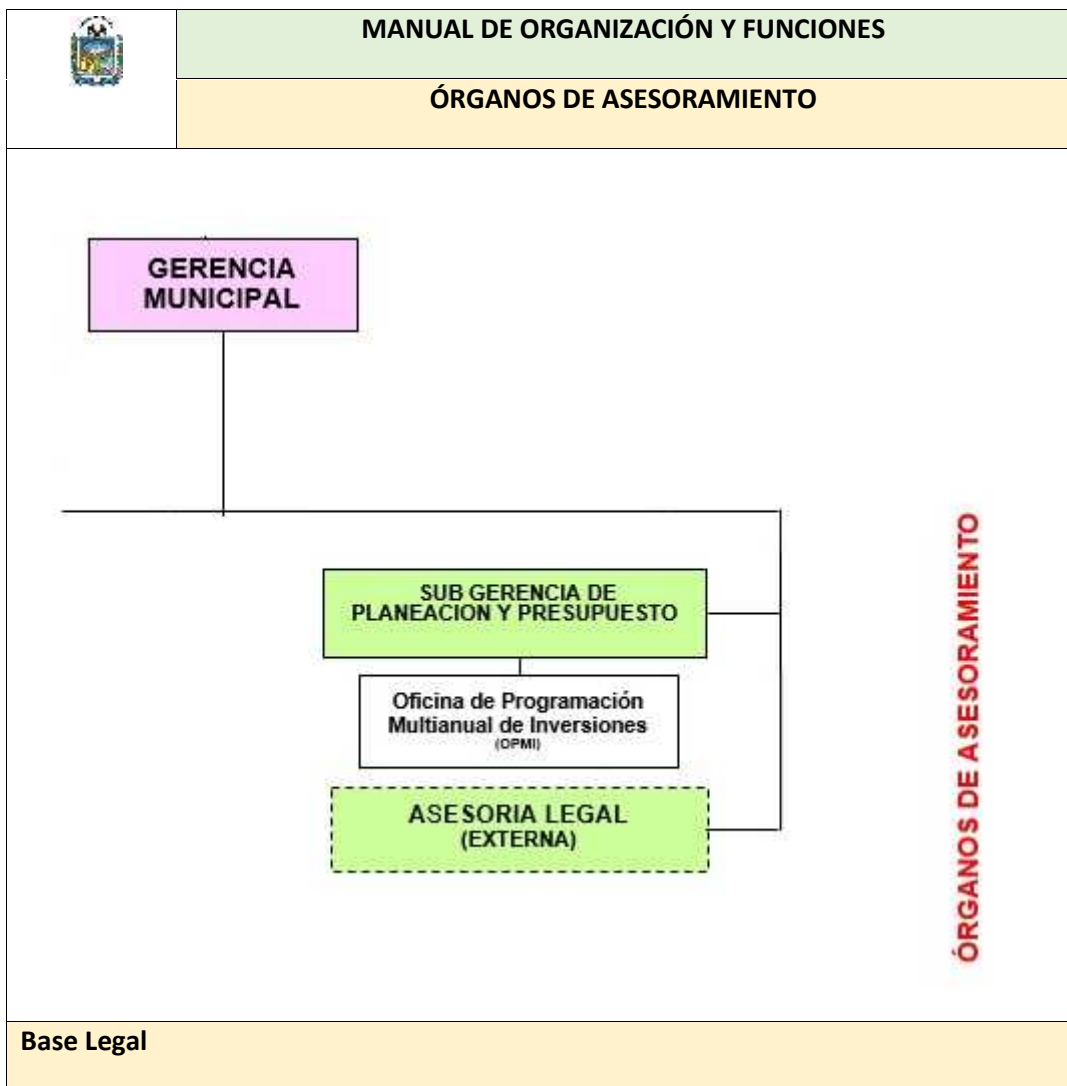 MANUAL DE ORGANIZACIÓN Y FUNCIONES
ÓRGANOS DE ASESORAMIENTO
GERENCIA
MUNICIPAL
SUB GERENCIA DE
PLANEACION Y PRESUPUESTO
Oficina de Programación
Multianual de Inversiones
(OPMI)
ASESORIA LEGAL
(EXTERNA)
ÓRGANOS DE ASESORAMIENTO
Base Legal